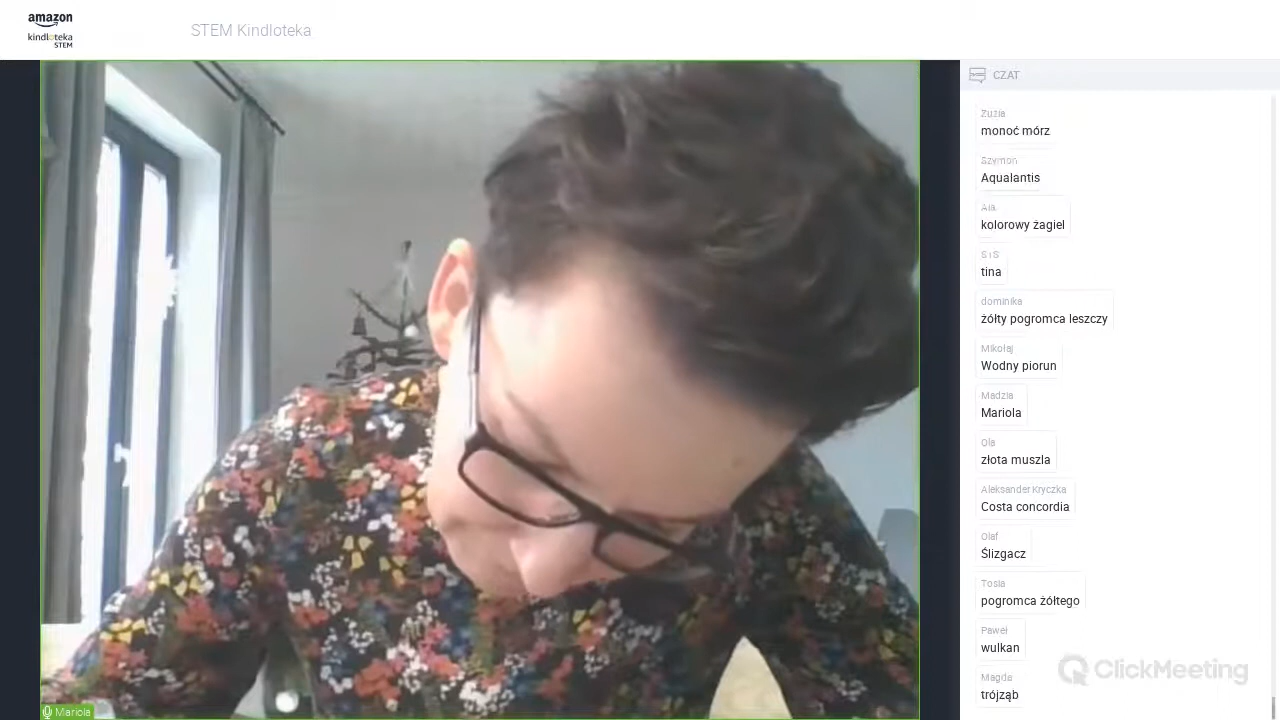 amazon
kindloteka
STEM
STEM Kindloteka
CZAT
Zuzia
monoć mórz
Szymon
Aqualantis
Ala
kolorowy żagiel
S i S
tina
dominika
żółty pogromca leszczy
Mikołaj
Wodny piorun
Madzia
Mariola
Ola
złota muszla
Aleksander Kryczka
Costa concordia
Olaf
Ślizgacz
Tosia
pogromca żółtego
Paweł
wulkan
Magda
trójząb
ClickMeeting
Mariola